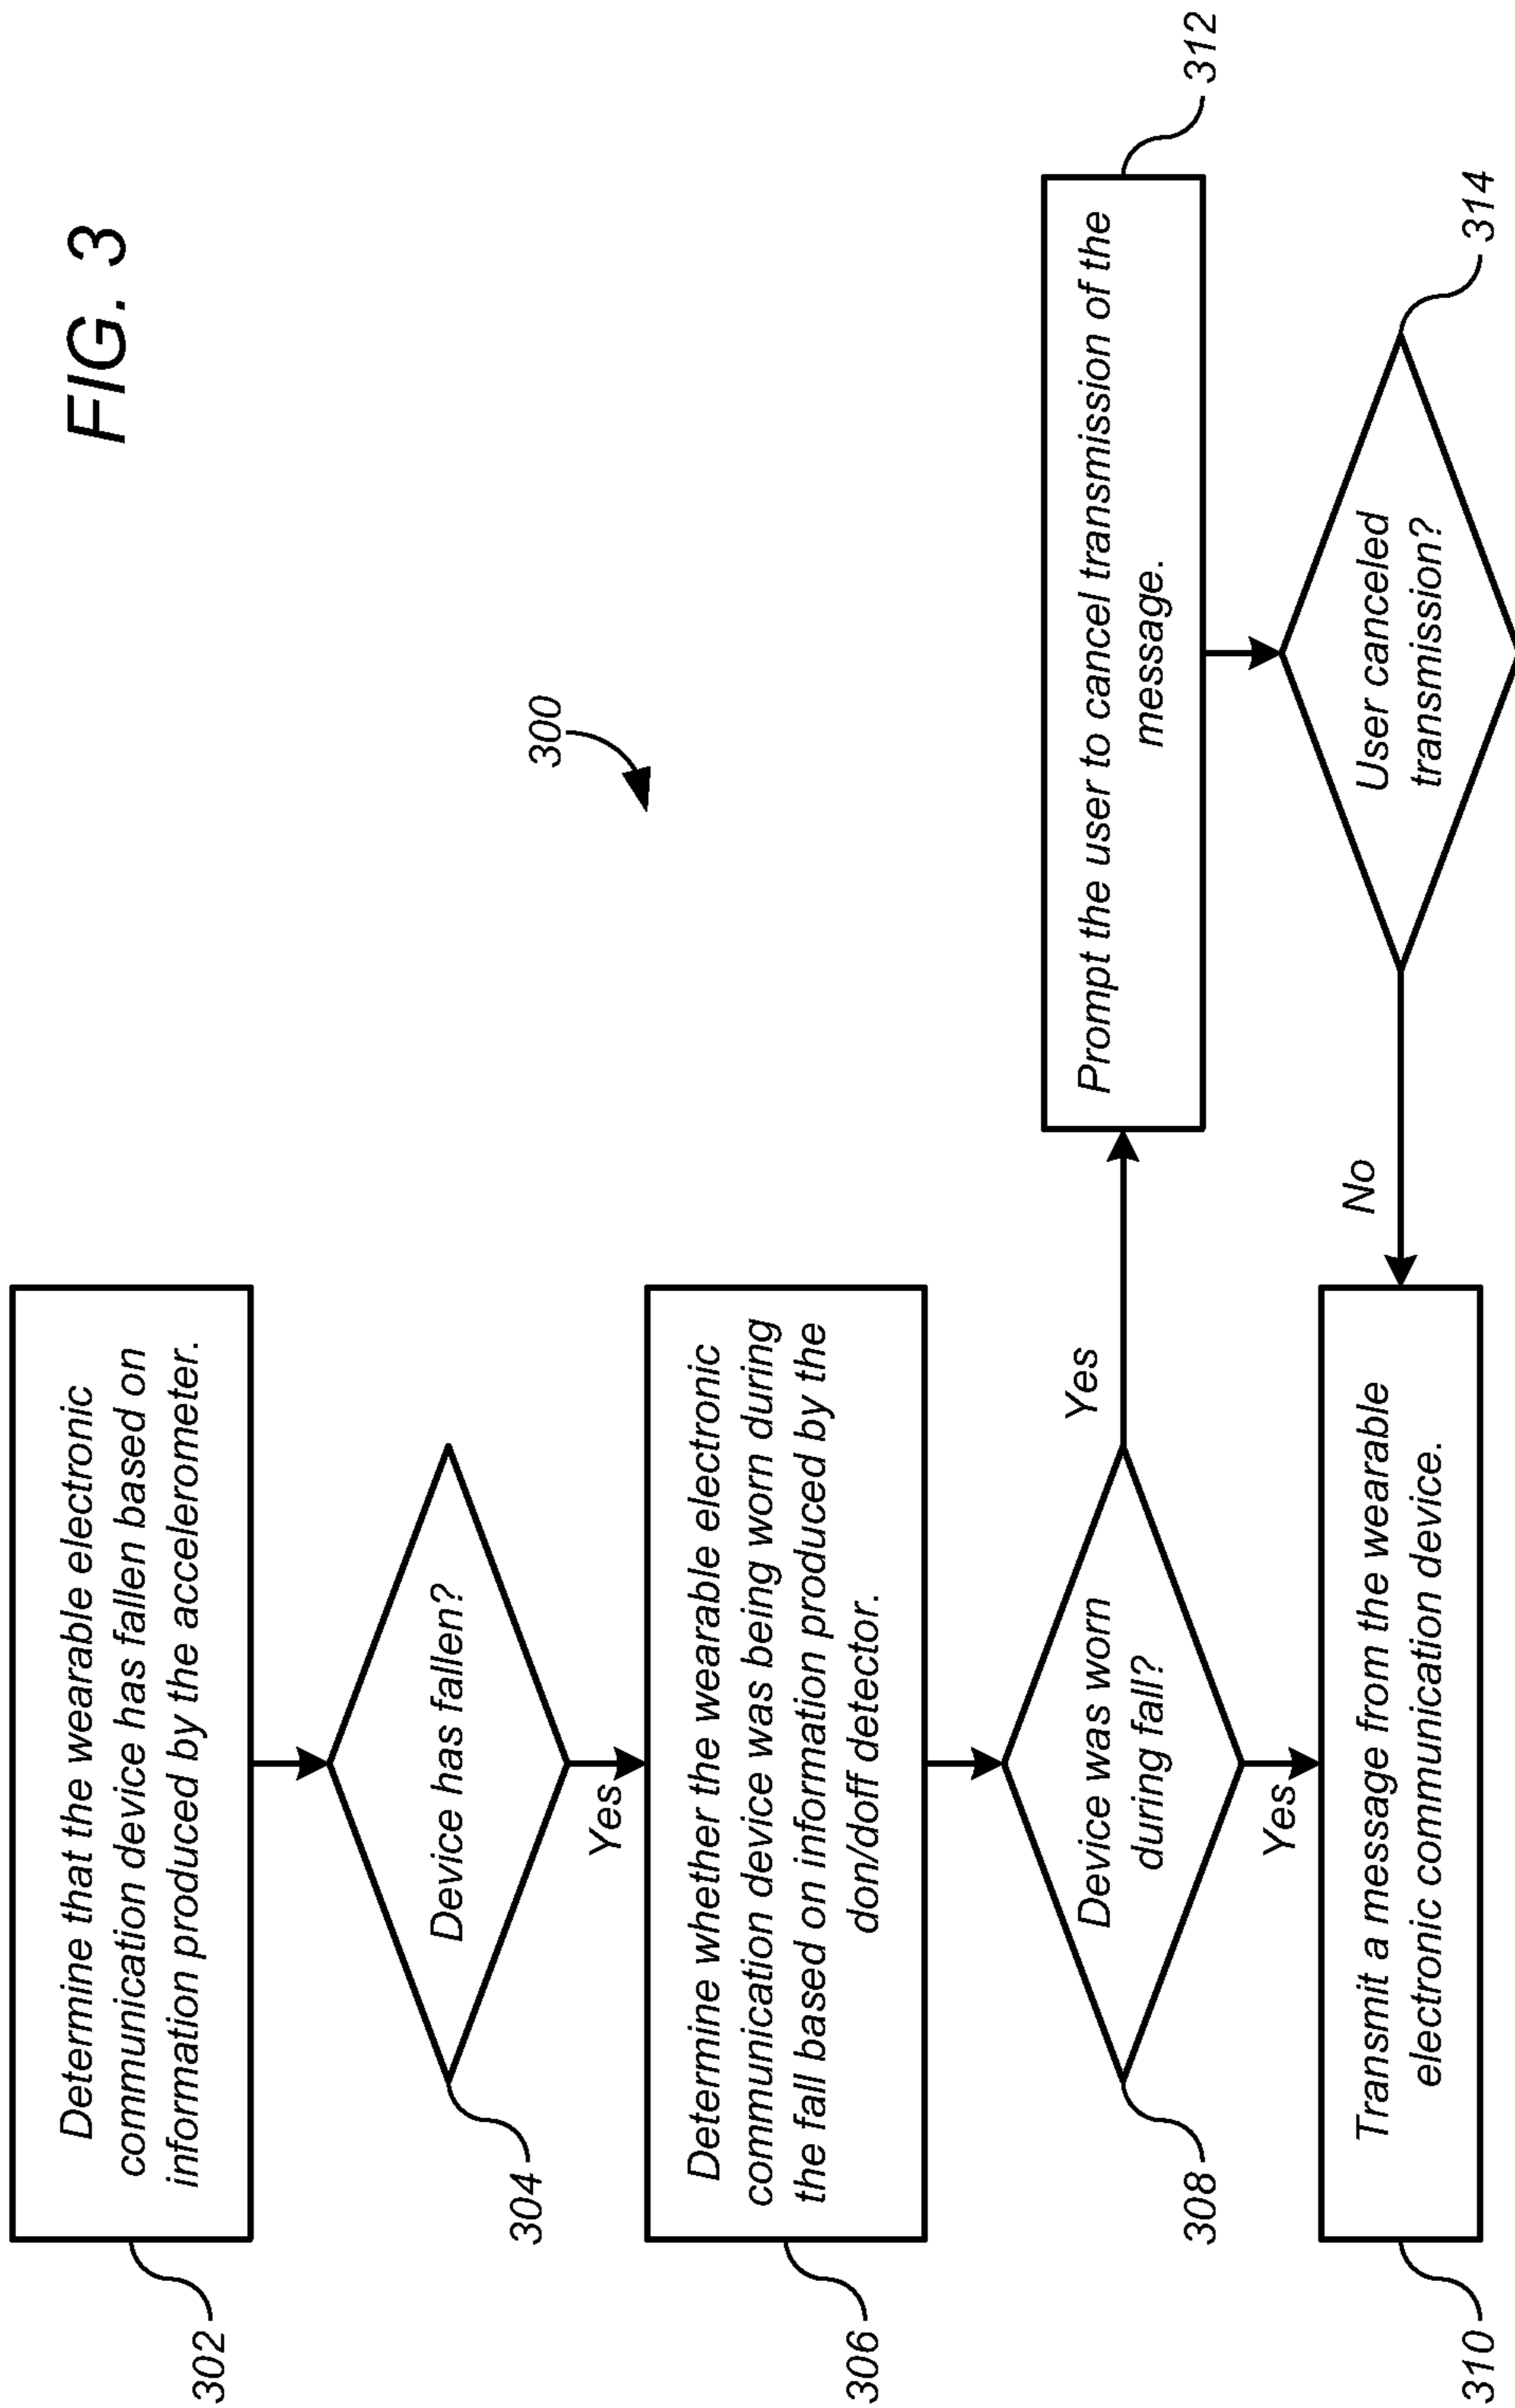 FIG. 3
300
302
Determine that the wearable electronic
communication device has fallen based on
information produced by the accelerometer.
304
Device has fallen?
Yes
306
Determine whether the wearable electronic
communication device was being worn during
the fall based on information produced by the
don/doff detector.
308
Device was worn
during fall?
Yes
Yes
312
Prompt the user to cancel transmission of the
message.
314
User canceled
transmission?
No
310
Transmit a message from the wearable
electronic communication device.